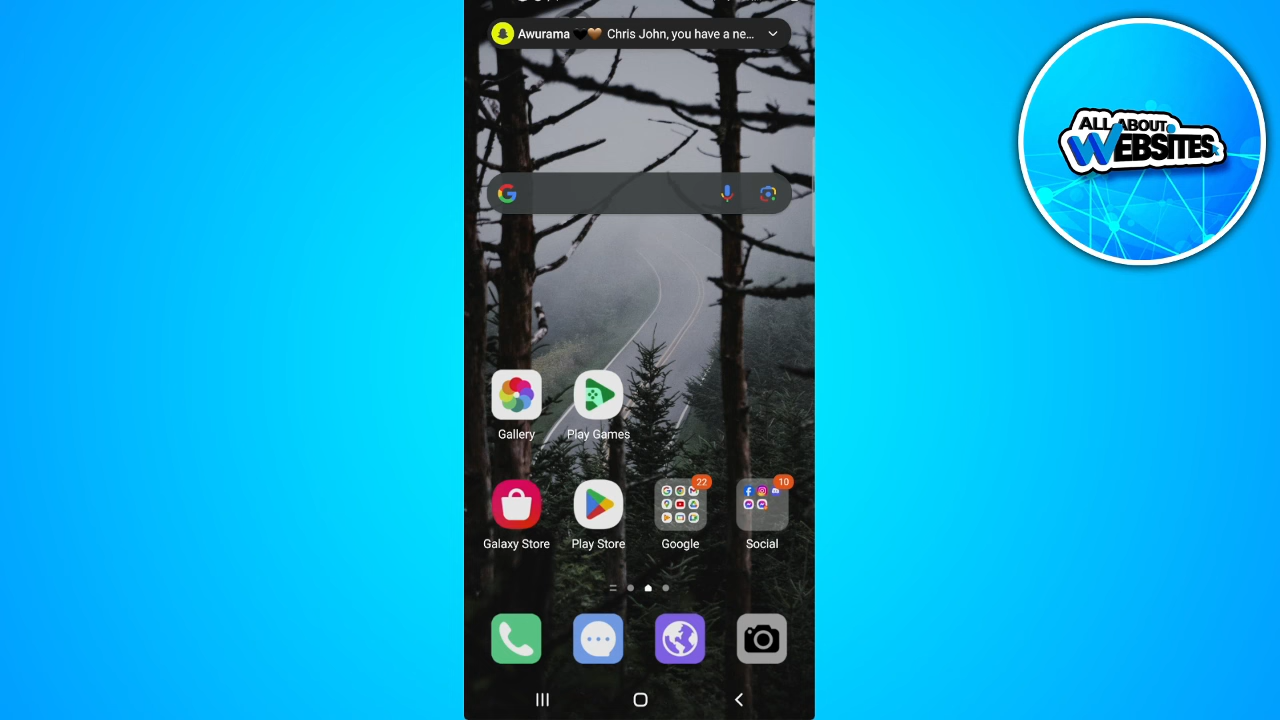 Awurama 🖤🤎 Chris John, you have a ne...
ALL ABOUT
WEBSITES
Gallery
Play Games
22
10
Galaxy Store
Play Store
Google
Social